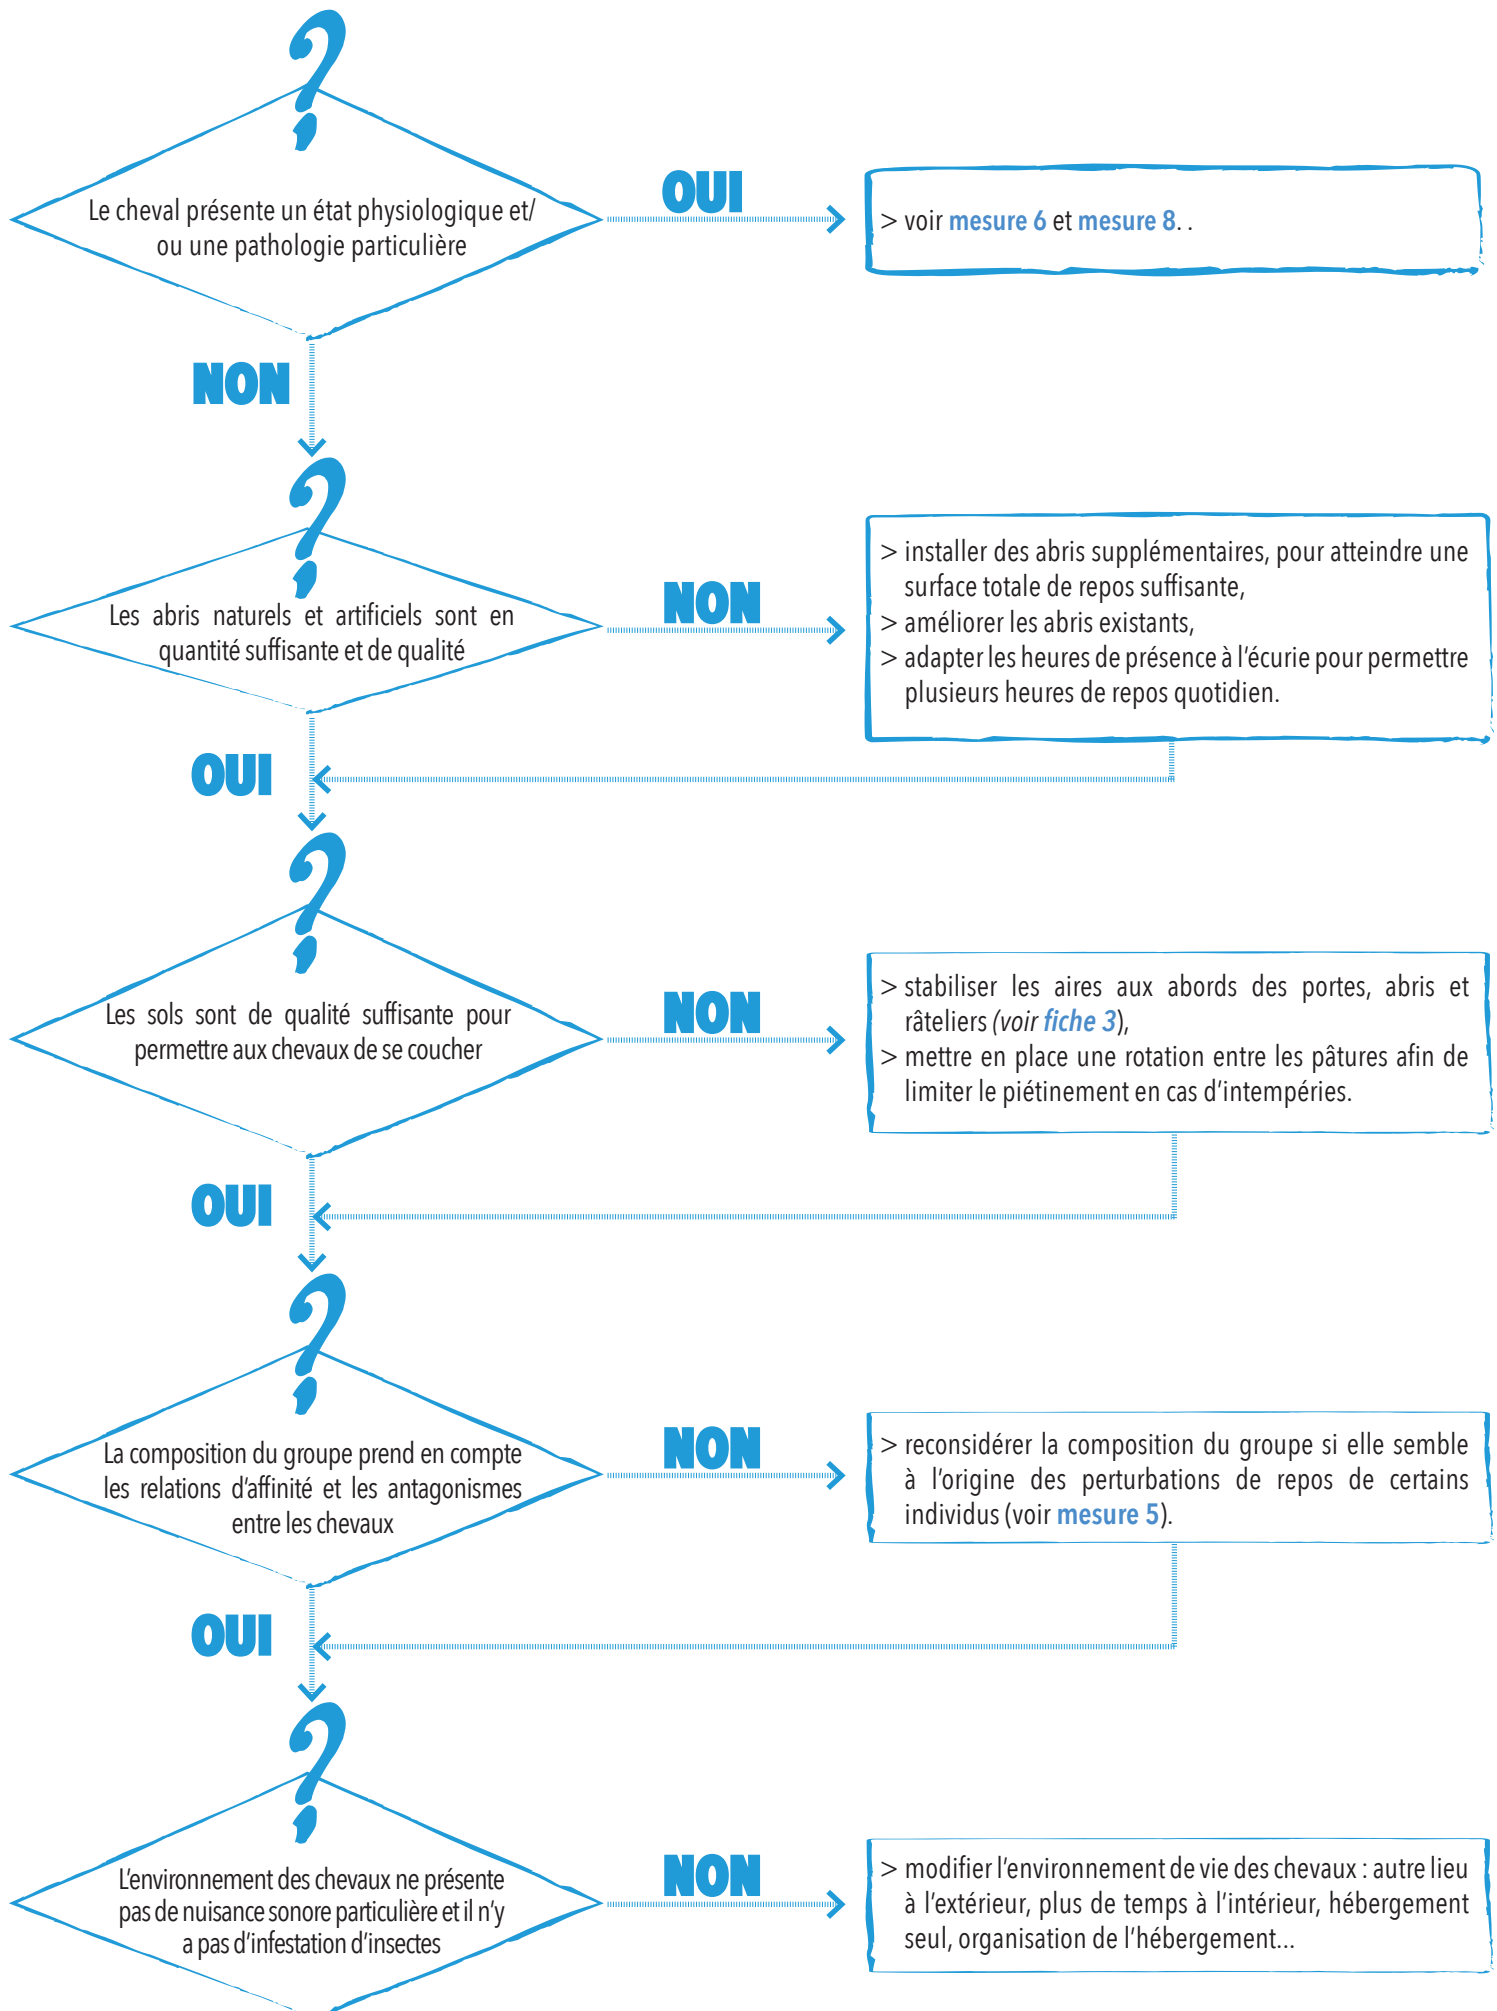 ?
Le cheval présente un état physiologique et/
ou une pathologie particulière
OUI
> voir mesure 6 et mesure 8. .
NON
?
Les abris naturels et artificiels sont en
quantité suffisante et de qualité
NON
> installer des abris supplémentaires, pour atteindre une
surface totale de repos suffisante,
> améliorer les abris existants,
> adapter les heures de présence à l’écurie pour permettre
plusieurs heures de repos quotidien.
OUI
?
Les sols sont de qualité suffisante pour
permettre aux chevaux de se coucher
NON
> stabiliser les aires aux abords des portes, abris et
râteliers (voir fiche 3),
> mettre en place une rotation entre les pâtures afin de
limiter le piétinement en cas d’intempéries.
OUI
?
La composition du groupe prend en compte
les relations d’affinité et les antagonismes
entre les chevaux
NON
> reconsidérer la composition du groupe si elle semble
à l’origine des perturbations de repos de certains
individus (voir mesure 5).
OUI
?
L’environnement des chevaux ne présente
pas de nuisance sonore particulière et il n’y
a pas d’infestation d’insectes
NON
> modifier l’environnement de vie des chevaux : autre lieu
à l’extérieur, plus de temps à l’intérieur, hébergement
seul, organisation de l’hébergement...